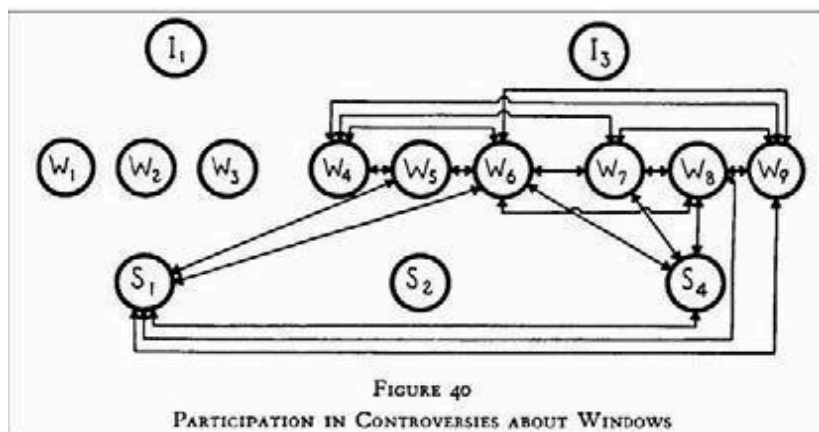 I1 I3
W1 W2 W3 W4 W5 W6 W7 W8 W9
S1 S2 S4
FIGURE 40
PARTICIPATION IN CONTROVERSIES ABOUT WINDOWS